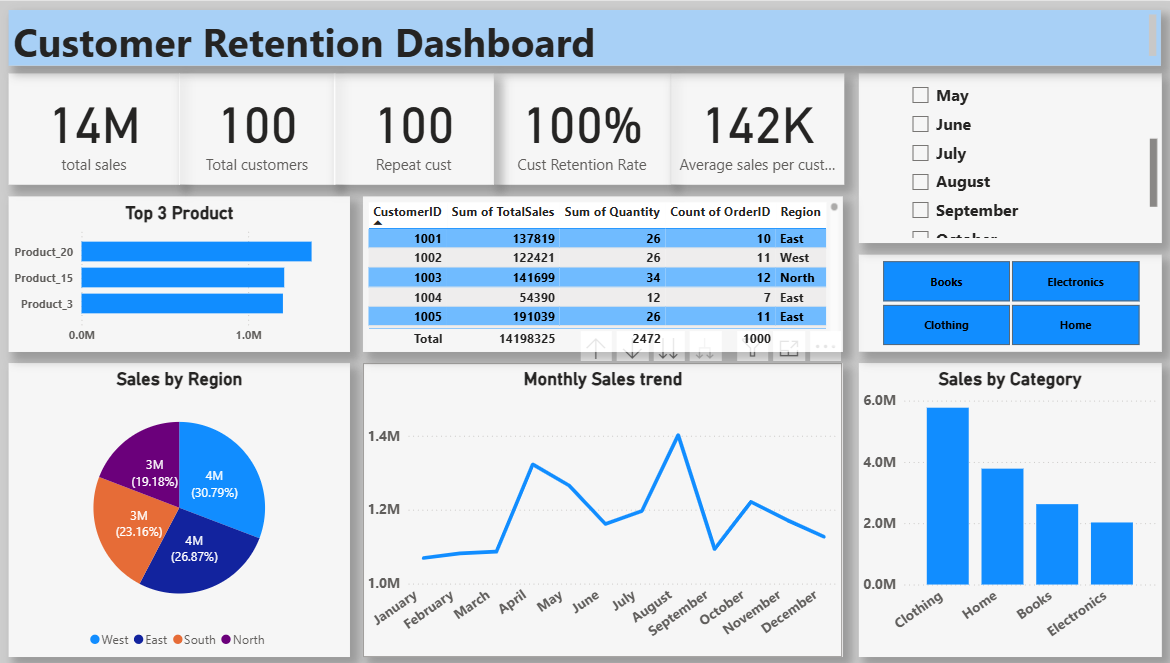 Customer Retention Dashboard
14M
total sales
100
Total customers
100
Repeat cust
100%
Cust Retention Rate
142K
Average sales per cust...
May
June
July
August
September
October
Top 3 Product
Product_20
Product_15
Product_3
0.0M 1.0M
CustomerID Sum of TotalSales Sum of Quantity Count of OrderID Region
1001 137819 26 10 East
1002 122421 26 11 West
1003 141699 34 12 North
1004 54390 12 7 East
1005 191039 26 11 East
Total 14198325 2472 1000
Books Electronics
Clothing Home
Sales by Region
3M
(19.18%)
4M
(30.79%)
3M
(23.16%)
4M
(26.87%)
West East South North
Monthly Sales trend
1.4M
1.2M
1.0M
January February March April May June July August September October November December
Sales by Category
6.0M
4.0M
2.0M
0.0M
Clothing Home Books Electronics